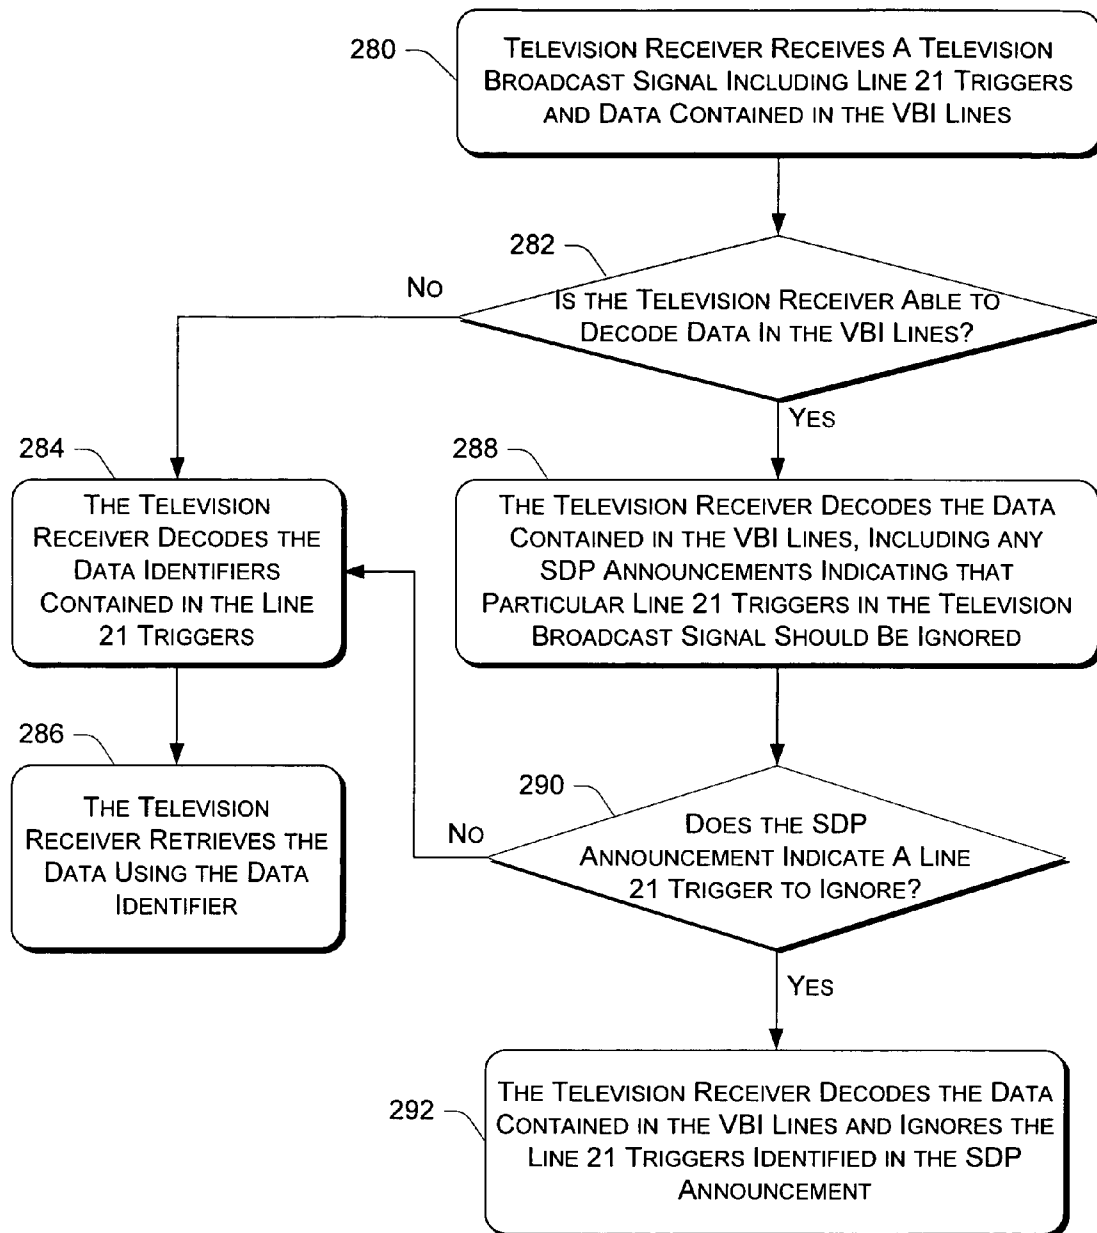 280
TELEVISION RECEIVER RECEIVES A TELEVISION
BROADCAST SIGNAL INCLUDING LINE 21 TRIGGERS
AND DATA CONTAINED IN THE VBI LINES
282
NO
IS THE TELEVISION RECEIVER ABLE TO
DECODE DATA IN THE VBI LINES?
YES
284
THE TELEVISION
RECEIVER DECODES THE
DATA IDENTIFIERS
CONTAINED IN THE LINE
21 TRIGGERS
288
THE TELEVISION RECEIVER DECODES THE DATA
CONTAINED IN THE VBI LINES, INCLUDING ANY
SDP ANNOUNCEMENTS INDICATING THAT
PARTICULAR LINE 21 TRIGGERS IN THE TELEVISION
BROADCAST SIGNAL SHOULD BE IGNORED
286
THE TELEVISION
RECEIVER RETRIEVES THE
DATA USING THE DATA
IDENTIFIER
290
NO
DOES THE SDP
ANNOUNCEMENT INDICATE A LINE
21 TRIGGER TO IGNORE?
YES
292
THE TELEVISION RECEIVER DECODES THE DATA
CONTAINED IN THE VBI LINES AND IGNORES THE
LINE 21 TRIGGERS IDENTIFIED IN THE SDP
ANNOUNCEMENT